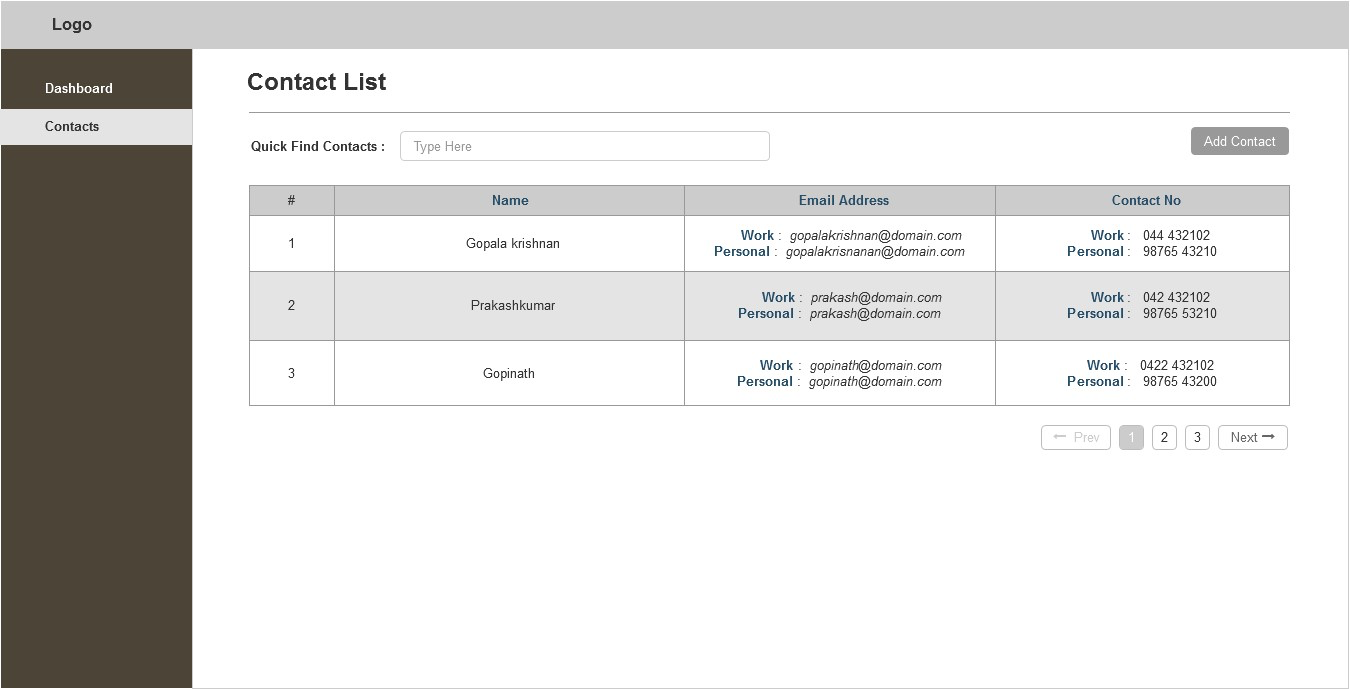 Logo
Dashboard
Contacts
Contact List
Quick Find Contacts : Type Here Add Contact
# Name Email Address Contact No
1 Gopala krishnan Work : gopalakrishnan@domain.com Work : 044 432102
Personal : gopalakrisnanan@domain.com Personal : 98765 43210
2 Prakashkumar Work : prakash@domain.com Work : 042 432102
Personal : prakash@domain.com Personal : 98765 53210
3 Gopinath Work : gopinath@domain.com Work : 0422 432102
Personal : gopinath@domain.com Personal : 98765 43200
← Prev 1 2 3 Next →